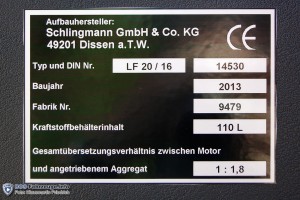 Aufbauhersteller:
Schlingmann GmbH & Co. KG
49201 Dissen a.T.W.
CE
Typ und DIN Nr. LF 20 / 16 14530
Baujahr 2013
Fabrik Nr. 9479
Kraftstoffbehälterinhalt 110 L
Gesamtübersetzungsverhältnis zwischen Motor
und angetriebenem Aggregat 1 : 1,8